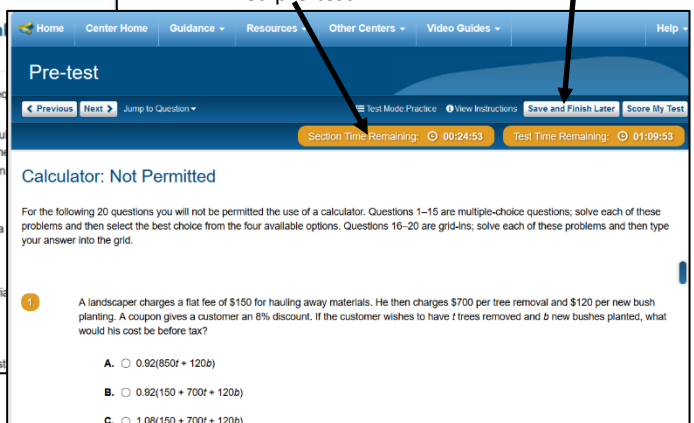 Home Center Home Guidance Resources Other Centers Video Guides Help
Pre-test
Previous Next Jump to Question Test Mode:Practice View Instructions Save and Finish Later Score My Test
Section Time Remaining: 00:24:53 Test Time Remaining: 01:09:53
Calculator: Not Permitted
For the following 20 questions you will not be permitted the use of a calculator. Questions 1–15 are multiple-choice questions; solve each of these
problems and then select the best choice from the four available options. Questions 16–20 are grid-ins; solve each of these problems and then type
your answer into the grid.
1. A landscaper charges a flat fee of $150 for hauling away materials. He then charges $700 per tree removal and $120 per new bush
planting. A coupon gives a customer an 8% discount. If the customer wishes to have t trees removed and b new bushes planted, what
would his cost be before tax?
A. 0.92(850t + 120b)
B. 0.92(150 + 700t + 120b)
C. 1.08(150 + 700t + 120b)